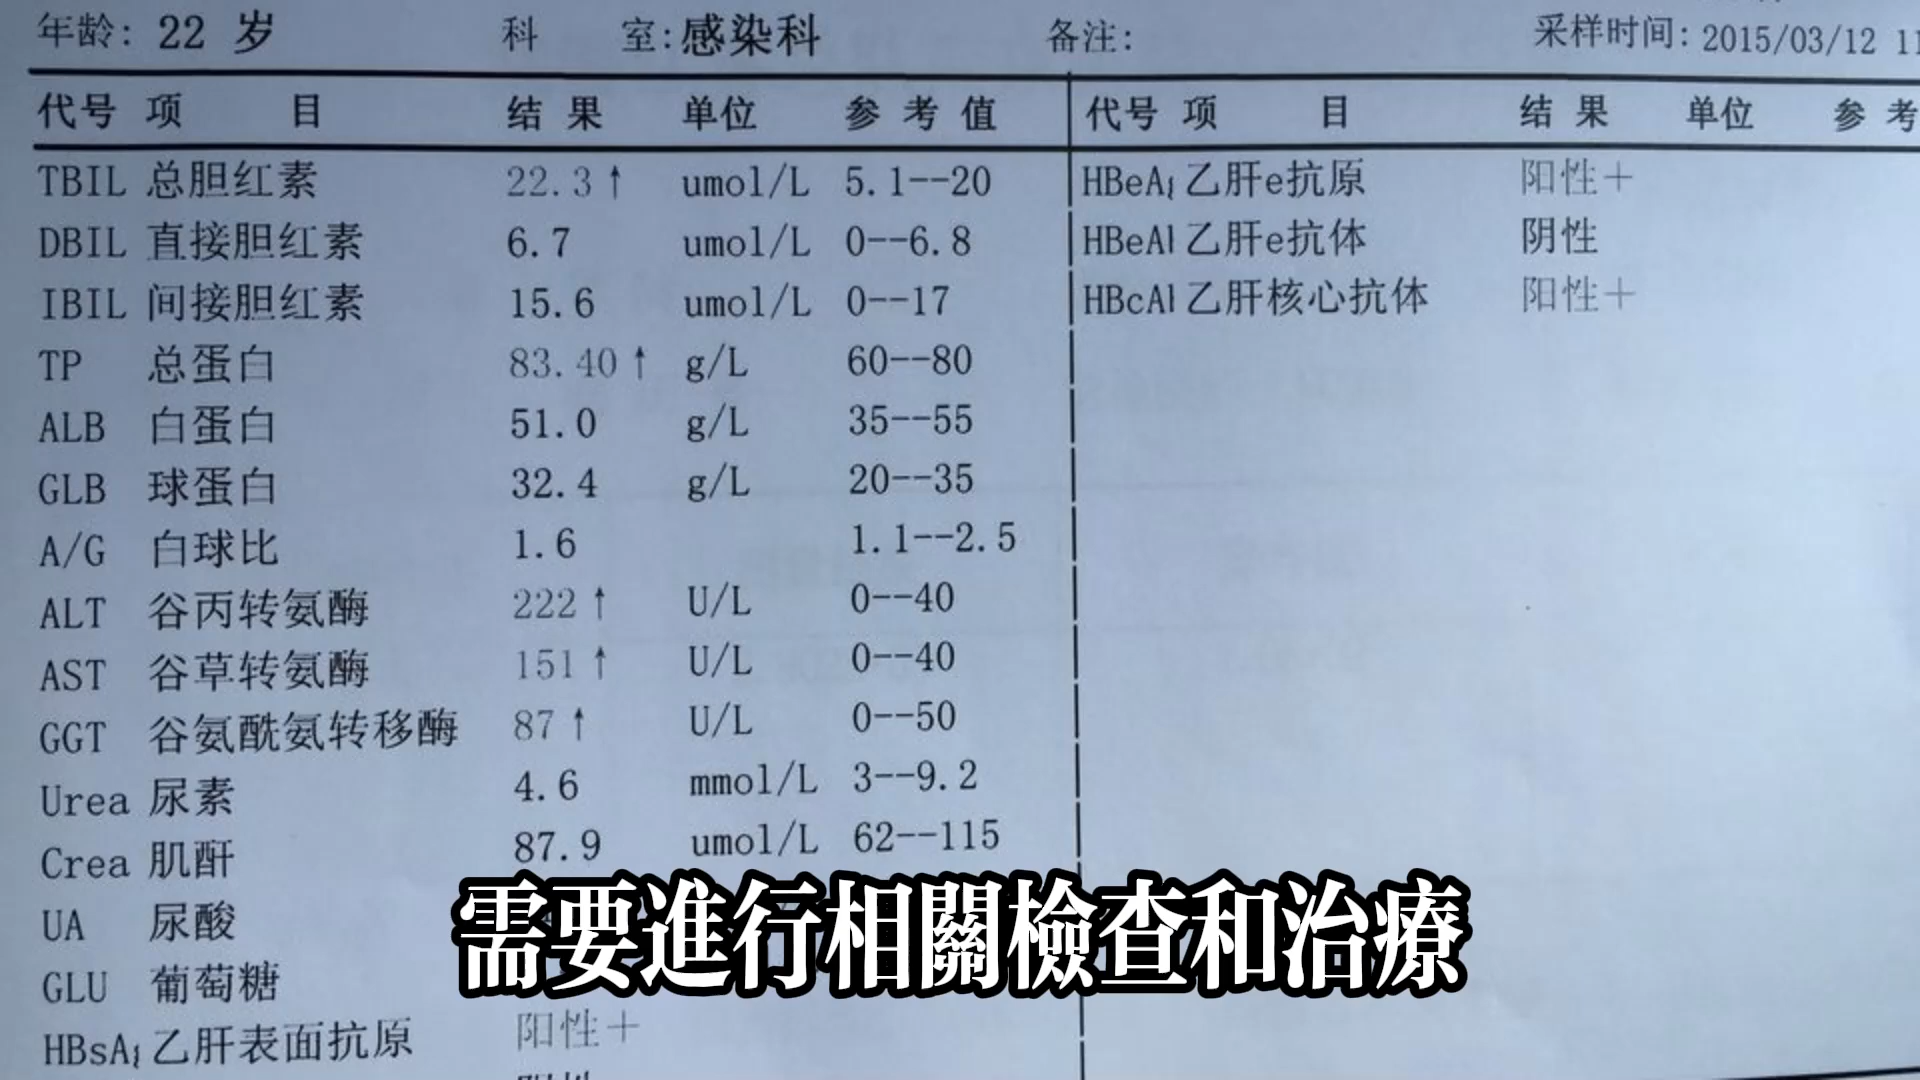 年龄: 22 岁 科 室: 感染科 备注: 采样时间: 2015/03/12 11
代号 项 目 结 果 单位 参 考 值
TBIL 总胆红素 22.3↑ umol/L 5.1--20
DBIL 直接胆红素 6.7 umol/L 0--6.8
IBIL 间接胆红素 15.6 umol/L 0--17
TP 总蛋白 83.40↑ g/L 60--80
ALB 白蛋白 51.0 g/L 35--55
GLB 球蛋白 32.4 g/L 20--35
A/G 白球比 1.6 1.1--2.5
ALT 谷丙转氨酶 222↑ U/L 0--40
AST 谷草转氨酶 151↑ U/L 0--40
GGT 谷氨酰氨转移酶 87↑ U/L 0--50
Urea 尿素 4.6 mmol/L 3--9.2
Crea 肌酐 87.9 umol/L 62--115
UA 尿酸
GLU 葡萄糖
HBsA 乙肝表面抗原 阳性+
代号 项 目 结 果 单位 参 考
HBeA 乙肝e抗原 阳性+
HBeA 乙肝e抗体 阴性
HBcA 乙肝核心抗体 阳性+
需要進行相關檢查和治療